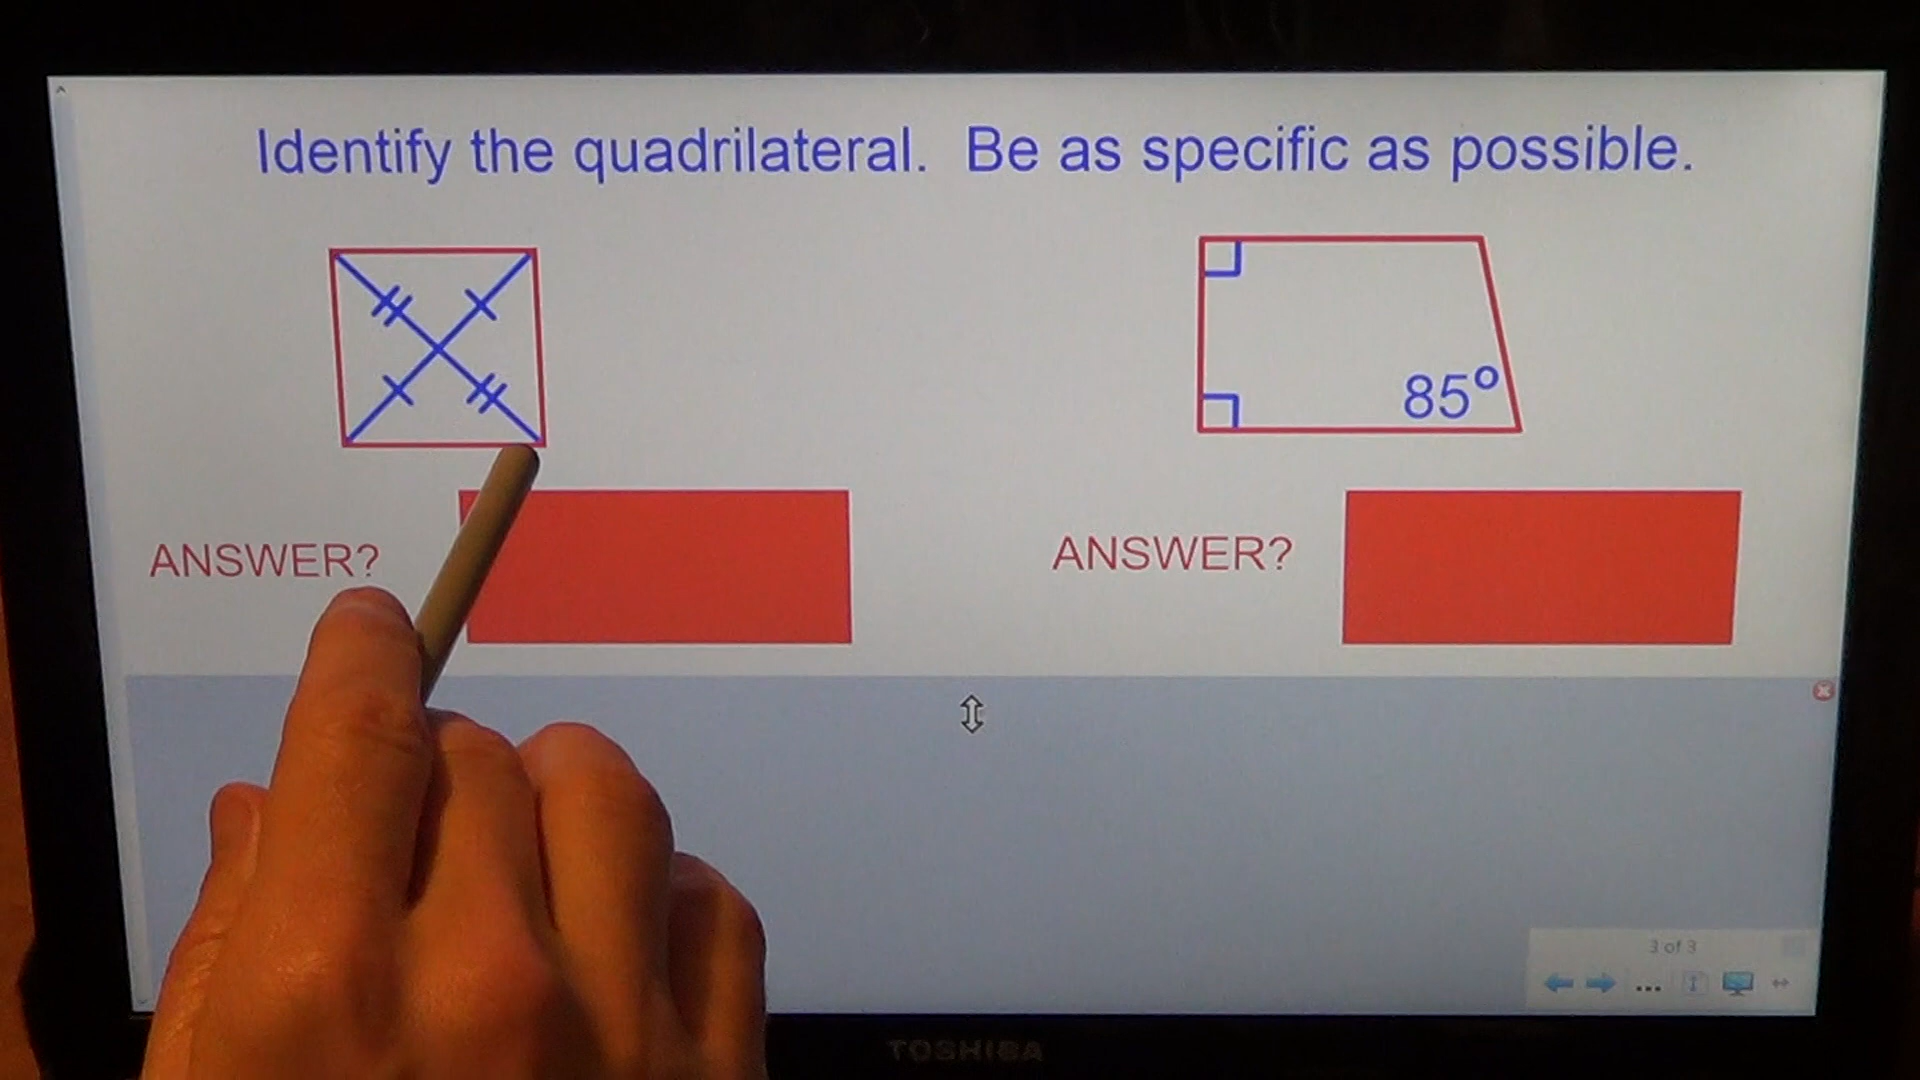 Identify the quadrilateral. Be as specific as possible.
85°
ANSWER?
ANSWER?
3 of 3
...
TOSHIBA